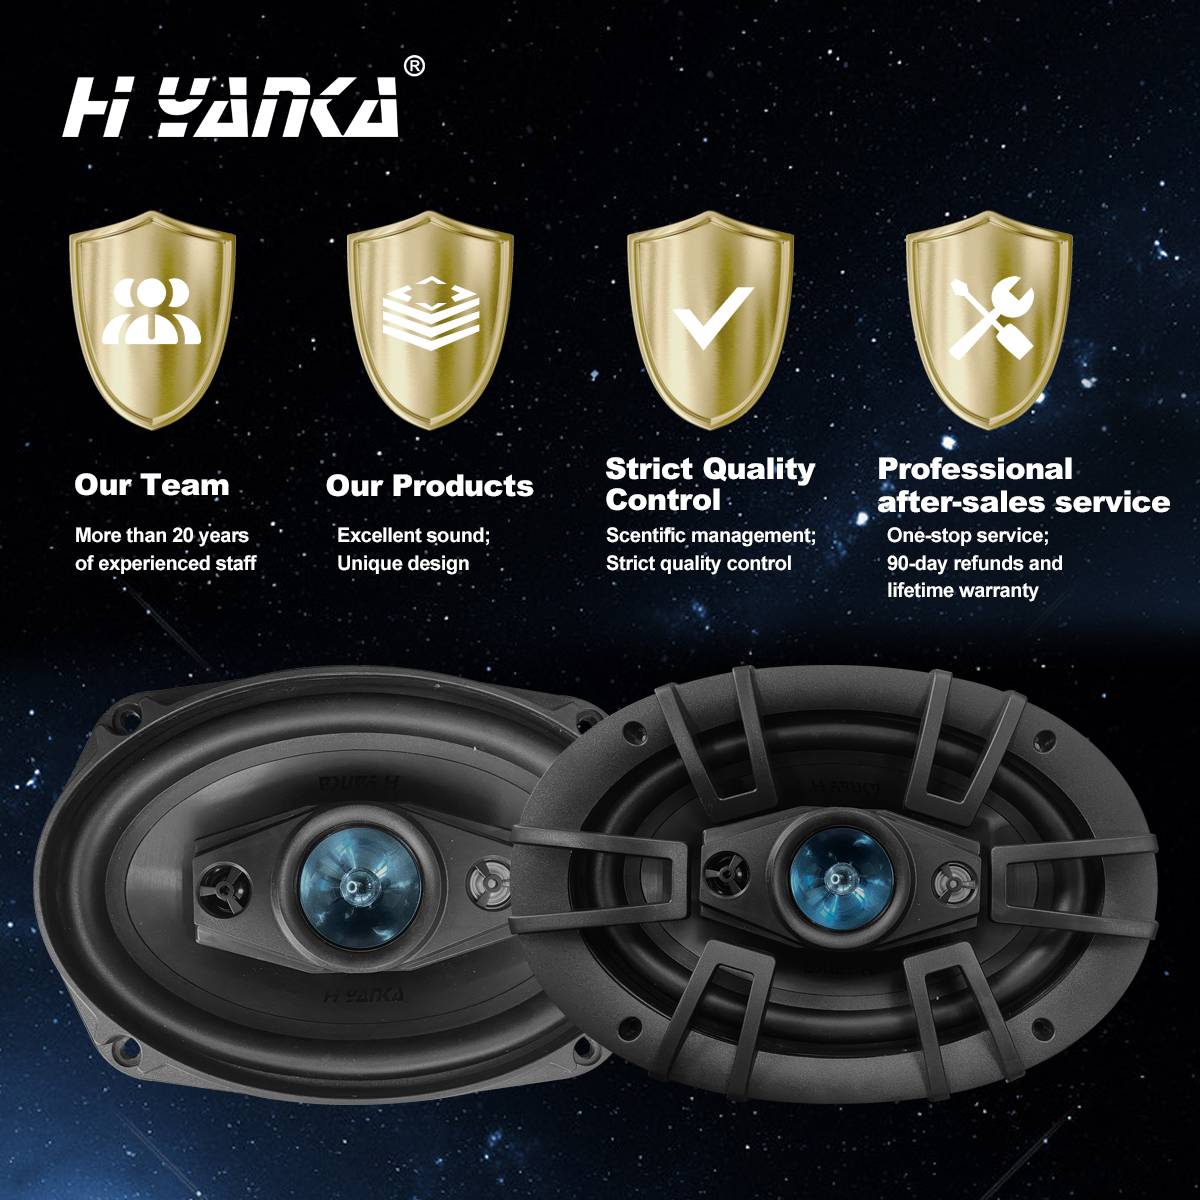 H YANKA®
Our Team
More than 20 years
of experienced staff
Our Products
Excellent sound;
Unique design
Strict Quality
Control
Scentific management;
Strict quality control
Professional
after-sales service
One-stop service;
90-day refunds and
lifetime warranty
H YANKA